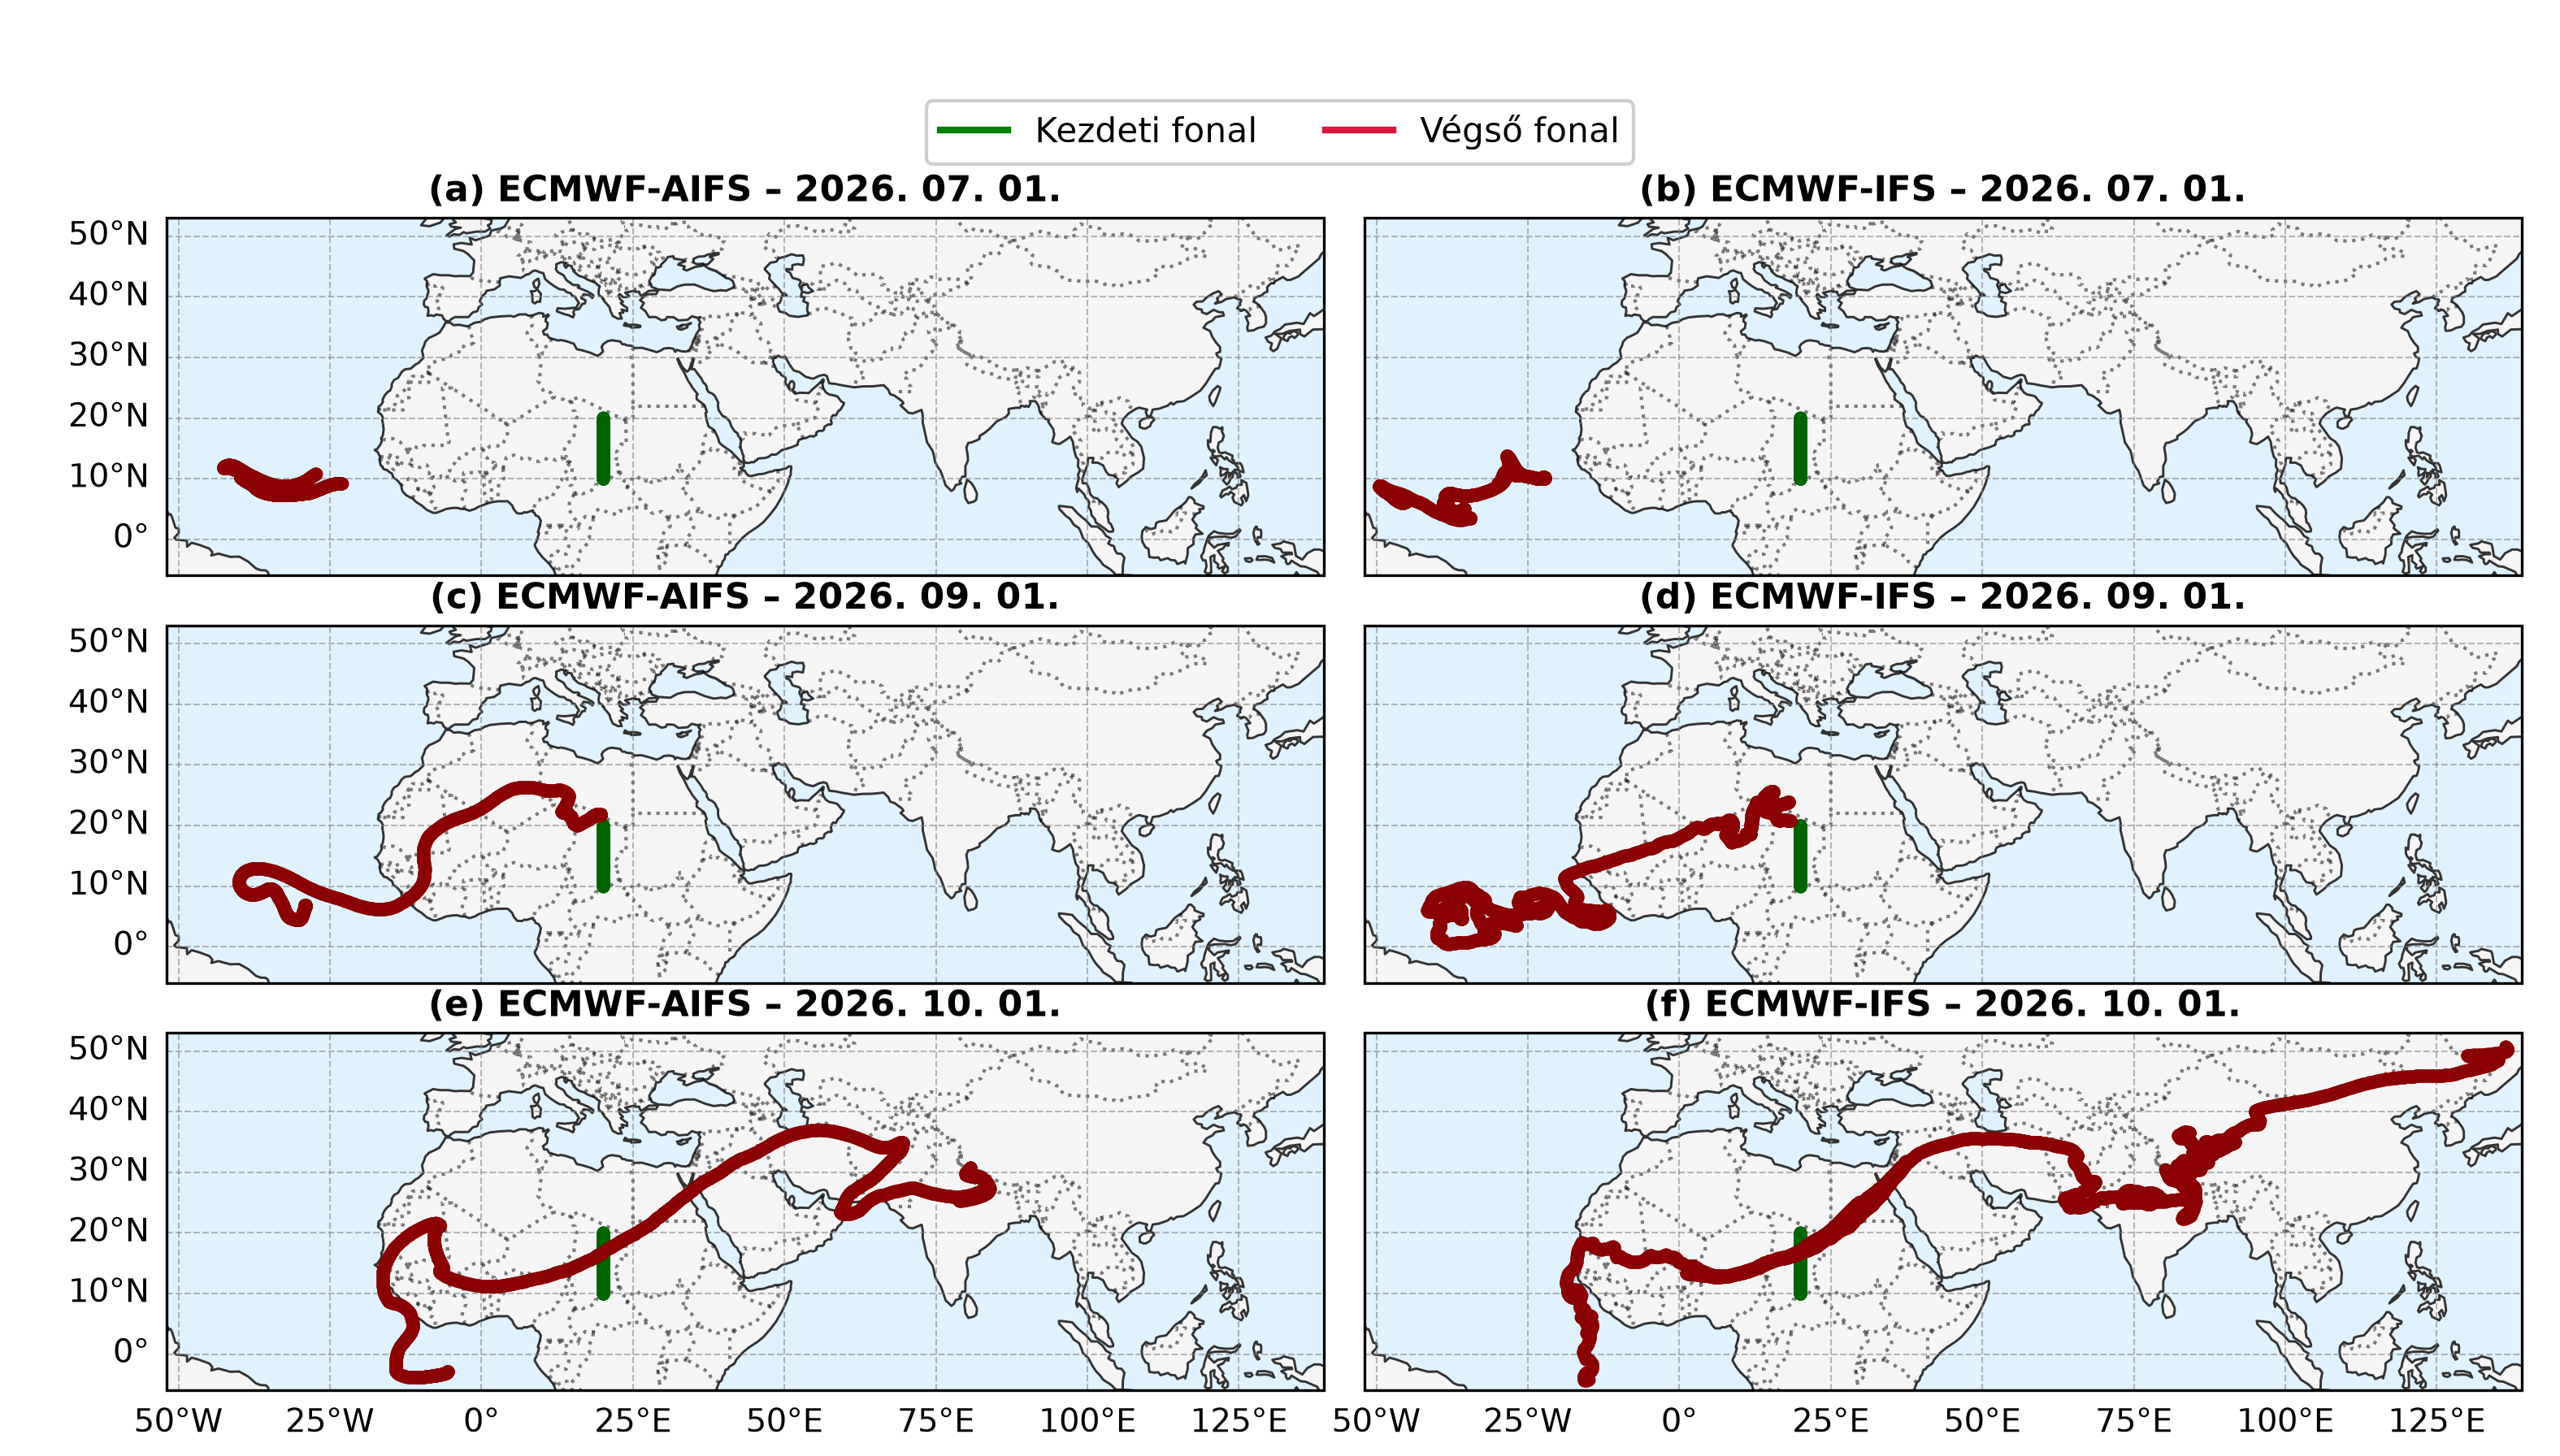 Kezdeti fonal Végső fonal
(a) ECMWF-AIFS – 2026. 07. 01.
(b) ECMWF-IFS – 2026. 07. 01.
50°N
40°N
30°N
20°N
10°N
0°
(c) ECMWF-AIFS – 2026. 09. 01.
(d) ECMWF-IFS – 2026. 09. 01.
50°N
40°N
30°N
20°N
10°N
0°
(e) ECMWF-AIFS – 2026. 10. 01.
(f) ECMWF-IFS – 2026. 10. 01.
50°N
40°N
30°N
20°N
10°N
0°
50°W 25°W 0° 25°E 50°E 75°E 100°E 125°E
50°W 25°W 0° 25°E 50°E 75°E 100°E 125°E